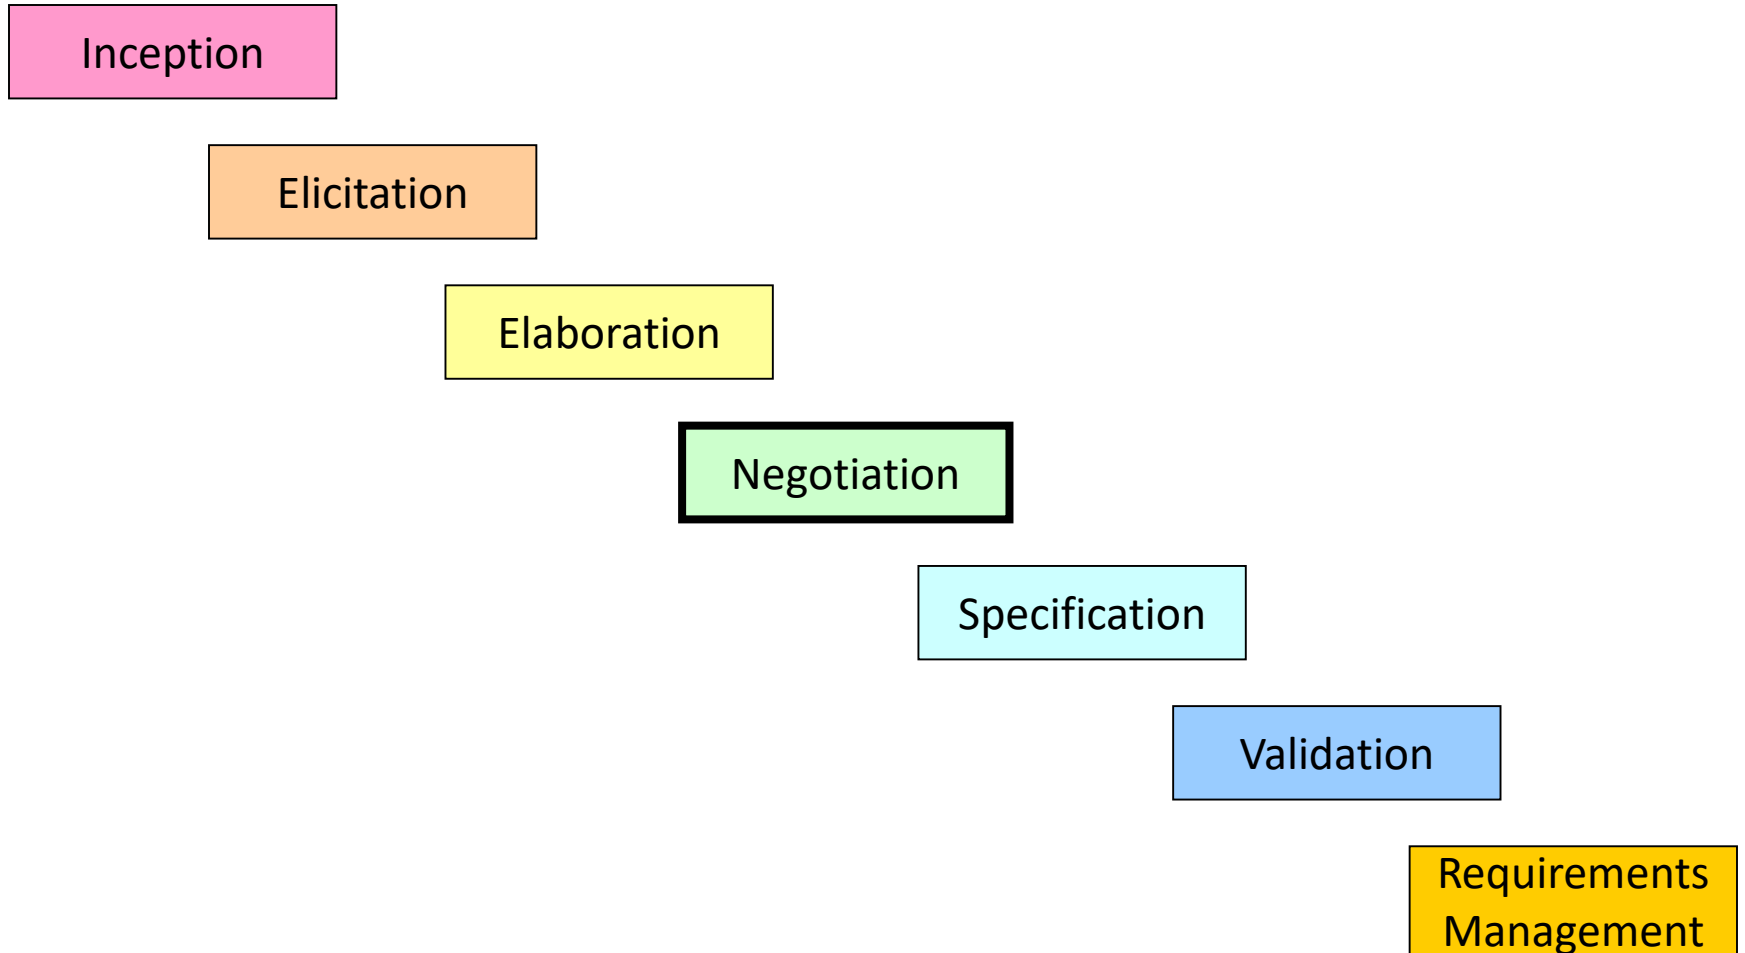 Inception
Elicitation
Elaboration
Negotiation
Specification
Validation
Requirements
Management